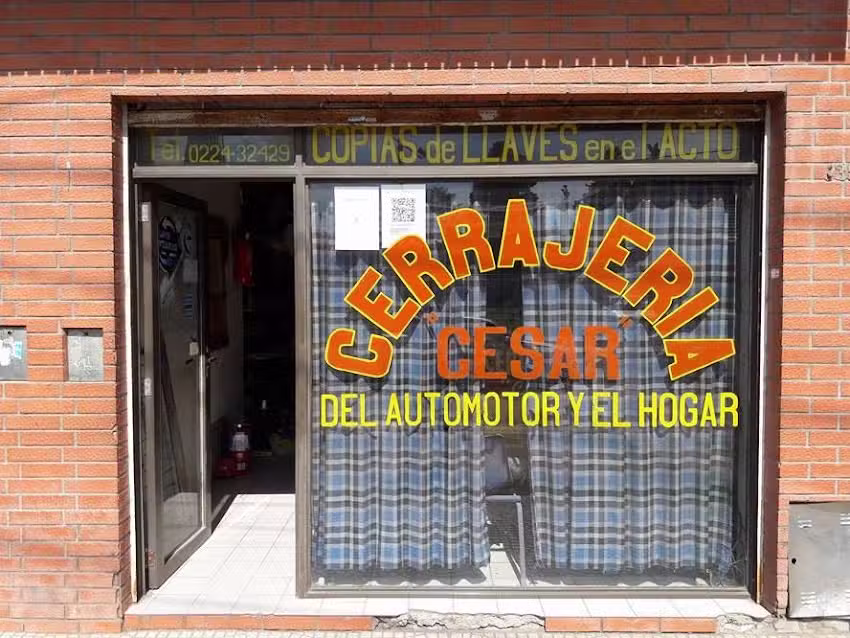 Tel. 0224-32429
COPIAS de LLAVES en el ACTO
CERRAJERIA
"CESAR"
DEL AUTOMOTOR Y EL HOGAR